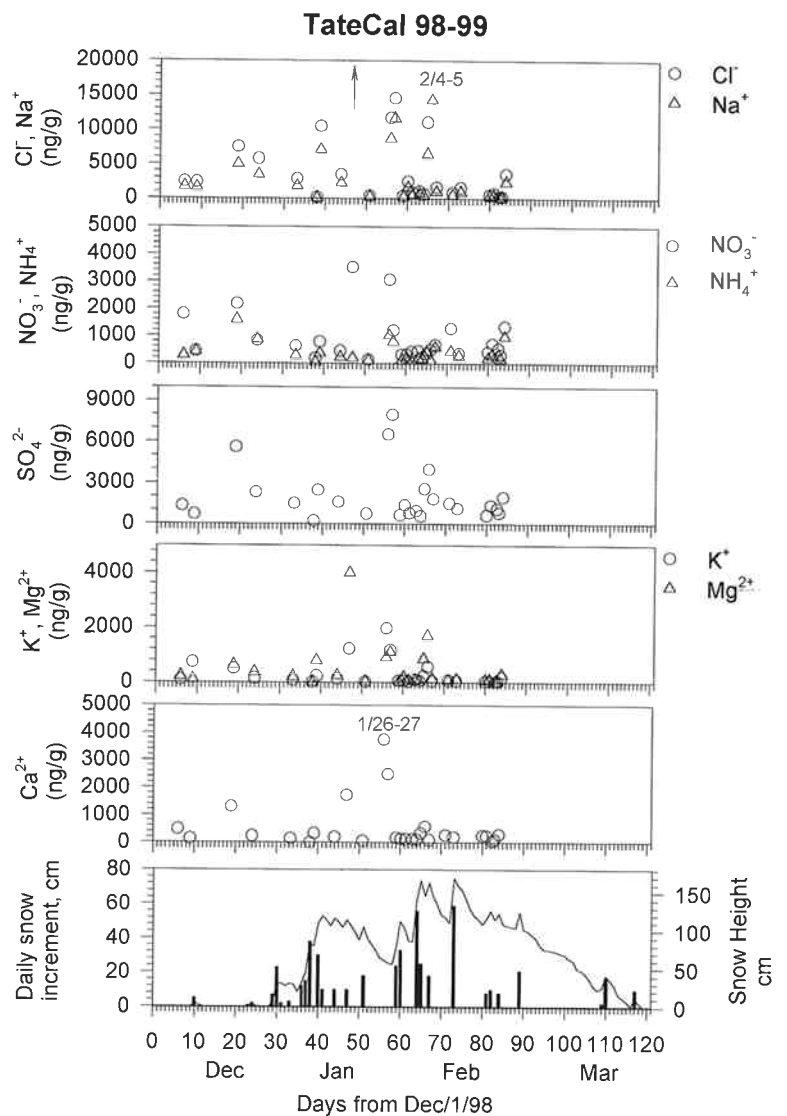 TateCal 98-99
Cl⁻, Na⁺
(ng/g)
20000
15000
10000
5000
0
2/4-5
Cl⁻
Na⁺
NO₃⁻, NH₄⁺
(ng/g)
5000
4000
3000
2000
1000
0
NO₃⁻
NH₄⁺
SO₄²⁻
(ng/g)
9000
6000
3000
0
K⁺, Mg²⁺
(ng/g)
4000
2000
0
K⁺
Mg²⁺
Ca²⁺
(ng/g)
5000
4000
3000
2000
1000
0
1/26-27
Daily snow
increment, cm
80
60
40
20
0
150
100
50
0
Snow Height
cm
0 10 20 30 40 50 60 70 80 90 100 110 120
Dec Jan Feb Mar
Days from Dec/1/98